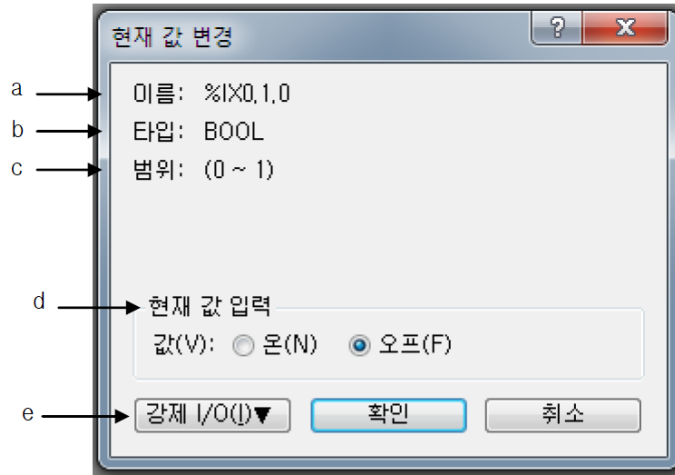 현재 값 변경
a 이름: %IX0,1,0
b 타입: BOOL
c 범위: (0 ~ 1)
d 현재 값 입력
값(V): 온(N) 오프(F)
e 강제 I/O(I)▼ 확인 취소